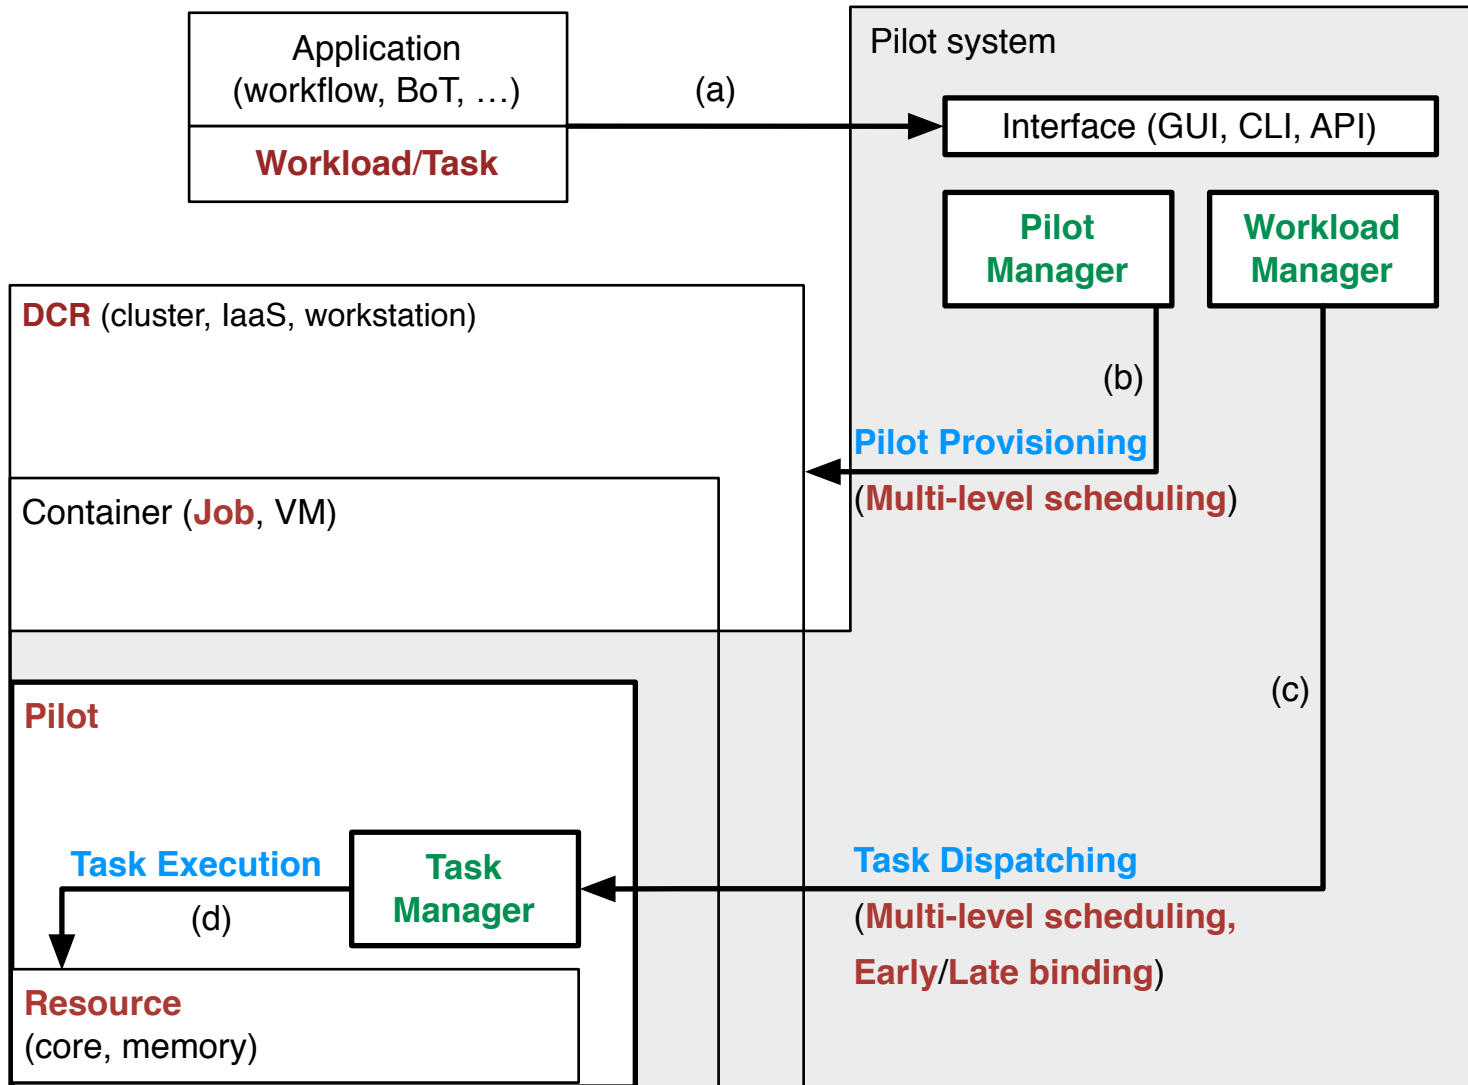 Application
(workflow, BoT, …)
Workload/Task
(a)
Pilot system
Interface (GUI, CLI, API)
Pilot
Manager
Workload
Manager
DCR (cluster, IaaS, workstation)
(b)
Pilot Provisioning
(Multi-level scheduling)
Container (Job, VM)
(c)
Pilot
Task Execution
(d)
Task
Manager
Task Dispatching
(Multi-level scheduling,
Early/Late binding)
Resource
(core, memory)